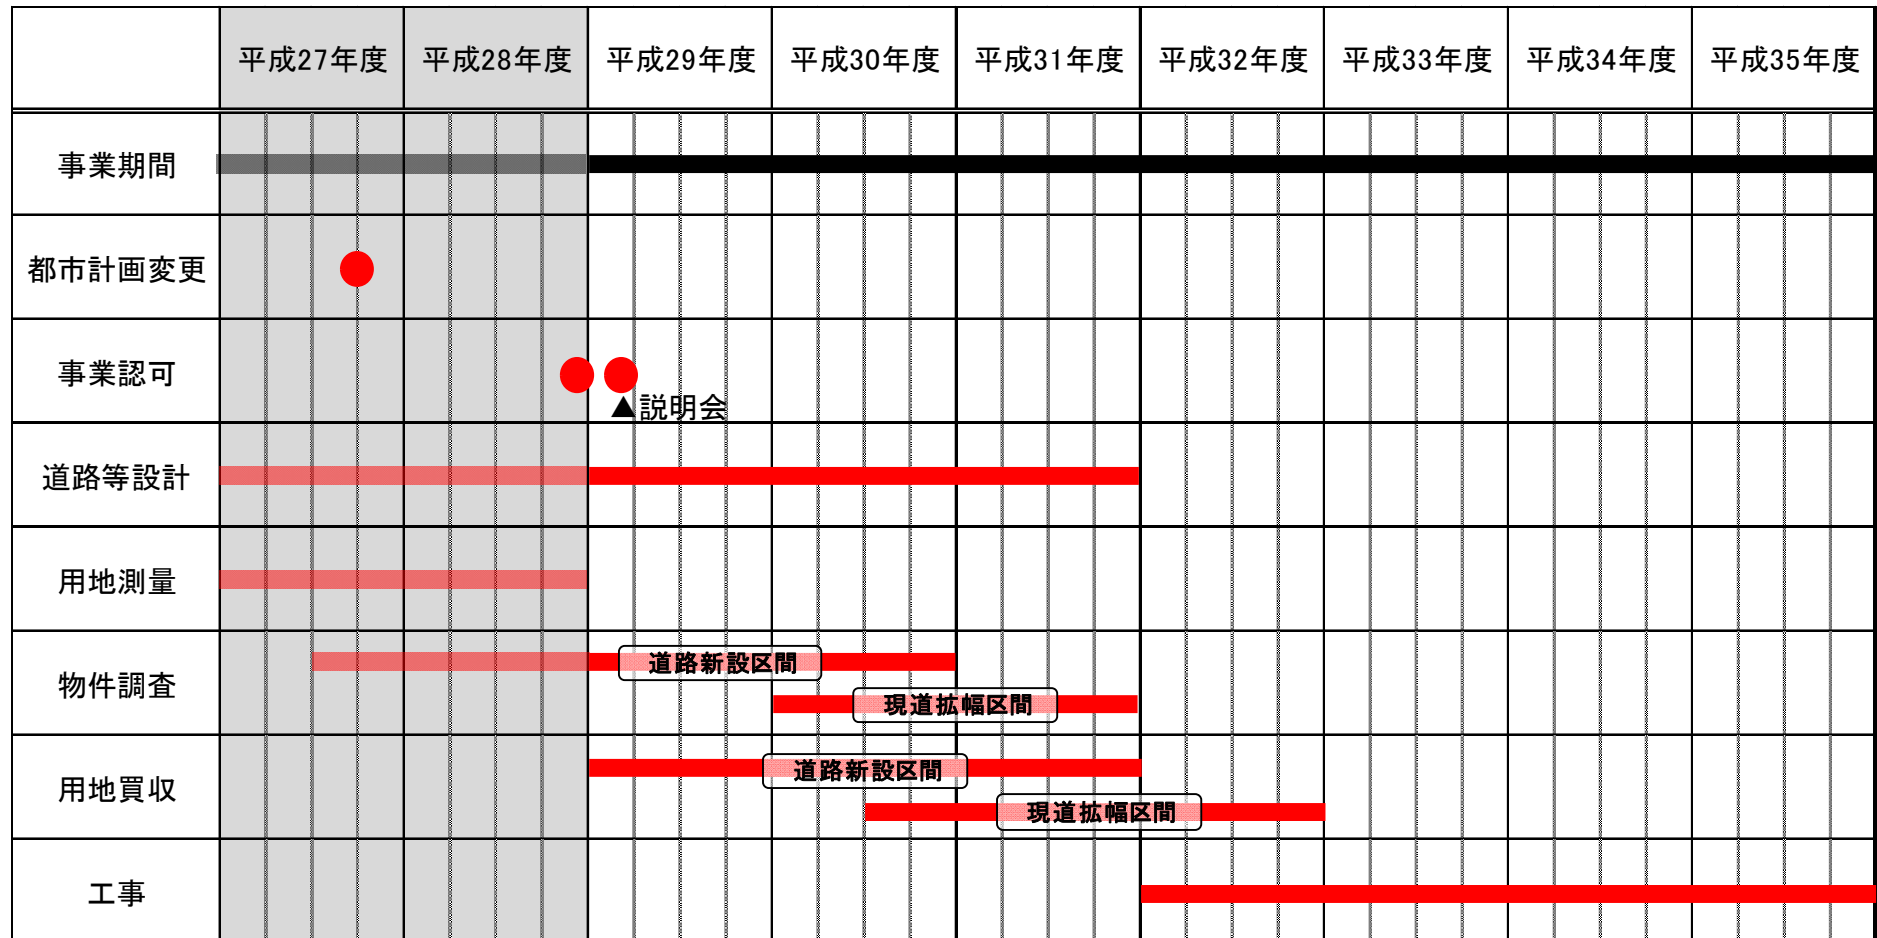 平成27年度 平成28年度 平成29年度 平成30年度 平成31年度 平成32年度 平成33年度 平成34年度 平成35年度
事業期間
都市計画変更
事業認可
▲説明会
道路等設計
用地測量
物件調査
道路新設区間
現道拡幅区間
用地買収
道路新設区間
現道拡幅区間
工事